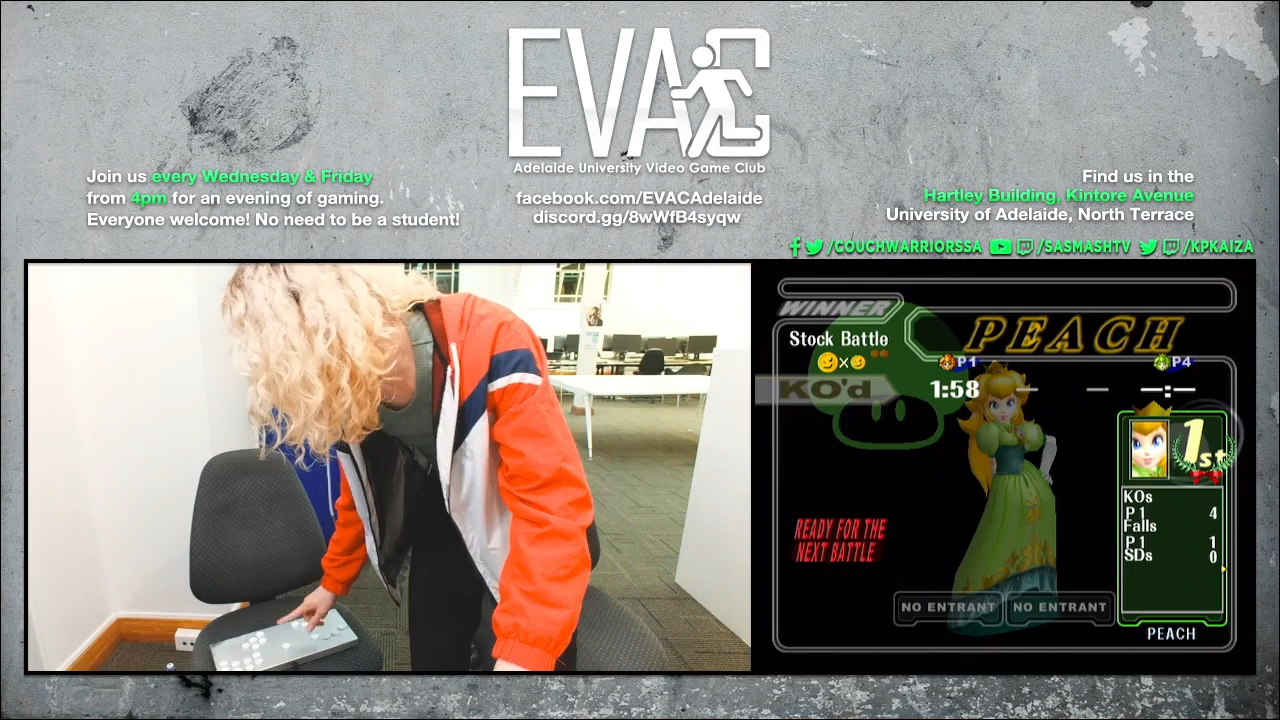 EVAC
Adelaide University Video Game Club
Join us every Wednesday & Friday
from 4pm for an evening of gaming.
Everyone welcome! No need to be a student!
facebook.com/EVACAdelaide
discord.gg/8wWfB4syqw
Find us in the
Hartley Building, Kintore Avenue
University of Adelaide, North Terrace
/COUCHWARRIORSSA /SASMASHTV /KPKAIZA
WINNER
PEACH
Stock Battle
P1 P4
KO'd 1:58 — — —:—
1st
KOs
P1 4
Falls
P1 1
SDs 0
READY FOR THE
NEXT BATTLE
NO ENTRANT NO ENTRANT
PEACH